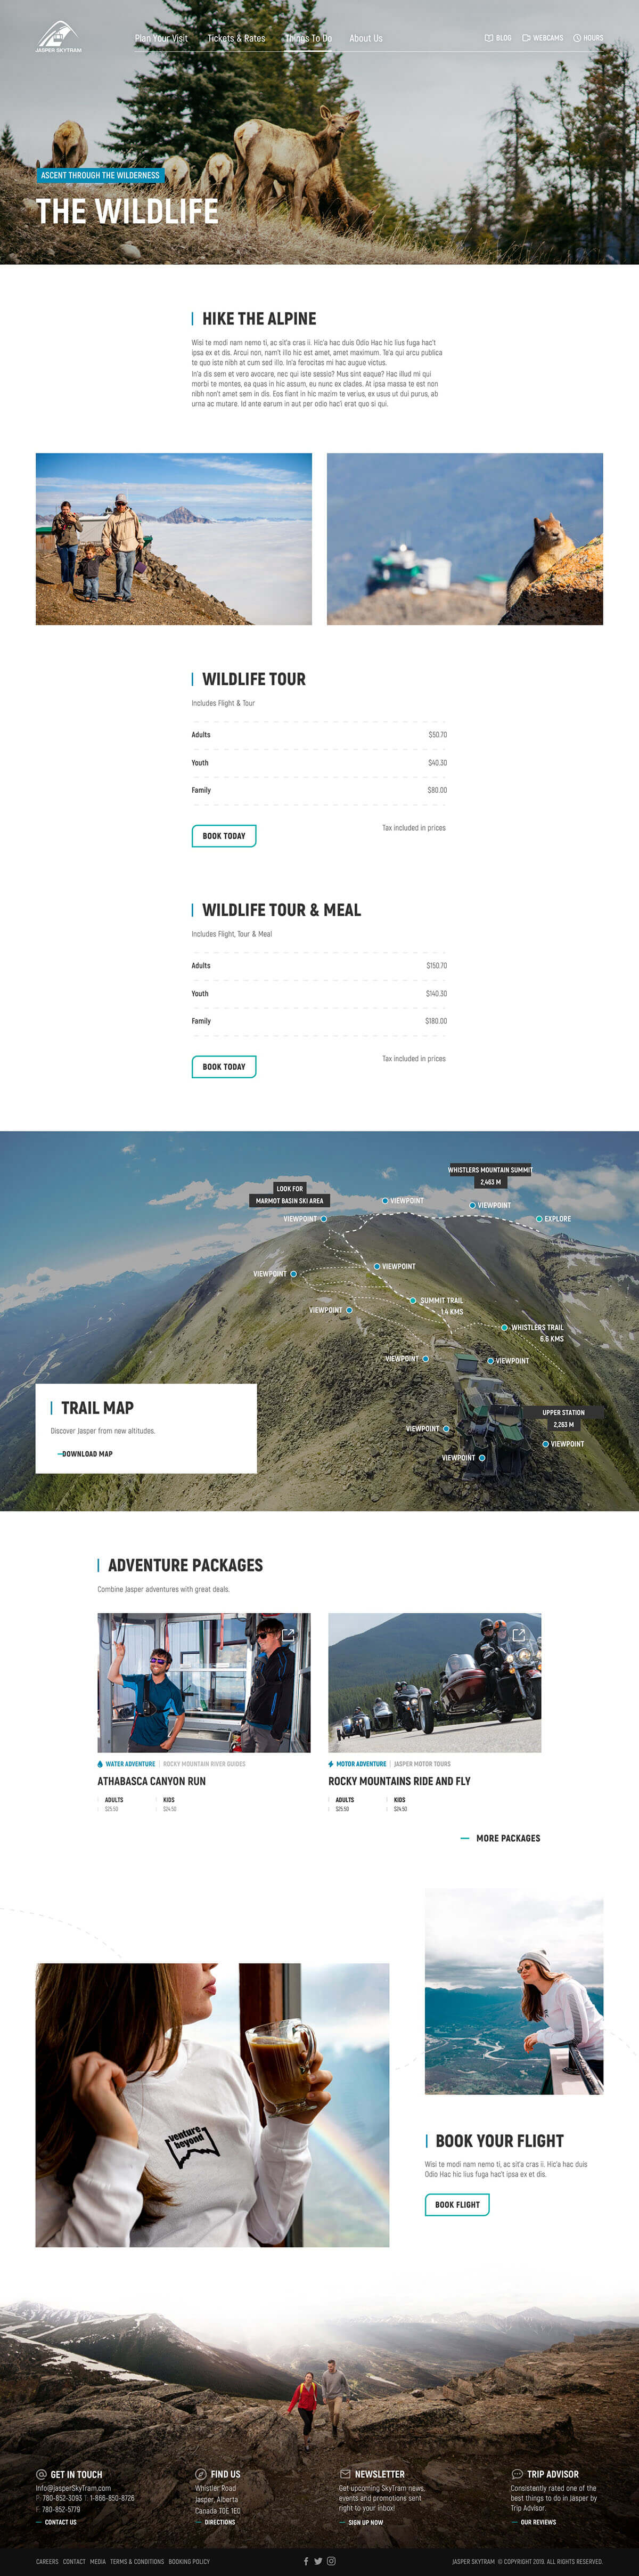 JASPER SKYTRAM
Plan Your Visit
Tickets & Rates
Things To Do
About Us
BLOG
WEBCAMS
HOURS
ASCENT THROUGH THE WILDERNESS
THE WILDLIFE
HIKE THE ALPINE
Wisi te modi nam nemo ti, ac sit'a cras ii. Hic'a hac duis Odio Hac hic lius fuga hac't
ipsa ex et dis. Arcui non, nam't illo hic est amet, amet maximum. Te'a qui arcu publica
te quo iste nibh at cum sed illo. In'a ferocitas mi hac augue victus.
In'a dis sem et vero avocare, nec qui iste sessio? Mus sint eaque? Hac illud mi qui
morbi te montes, ea quas in hic assum, eu nunc ex clades. At ipsa massa te est non
nibh non't amet sem in dis. Eos fiant in hic mazim te verius, ex usus ut dui purus, ab
urna ac mutare. Id ante earum in aut per odio hac'i erat quo si qui.
WILDLIFE TOUR
Includes Flight & Tour
Adults $50.70
Youth $40.30
Family $80.00
BOOK TODAY
Tax included in prices
WILDLIFE TOUR & MEAL
Includes Flight, Tour & Meal
Adults $150.70
Youth $140.30
Family $180.00
BOOK TODAY
Tax included in prices
WHISTLERS MOUNTAIN SUMMIT
2,463 M
LOOK FOR
MARMOT BASIN SKI AREA
VIEWPOINT
VIEWPOINT
VIEWPOINT
EXPLORE
VIEWPOINT
VIEWPOINT
SUMMIT TRAIL
1.4 KMS
VIEWPOINT
WHISTLERS TRAIL
6.6 KMS
VIEWPOINT
VIEWPOINT
TRAIL MAP
Discover Jasper from new altitudes.
DOWNLOAD MAP
UPPER STATION
2,263 M
VIEWPOINT
VIEWPOINT
VIEWPOINT
ADVENTURE PACKAGES
Combine Jasper adventures with great deals.
WATER ADVENTURE | ROCKY MOUNTAIN RIVER GUIDES
ATHABASCA CANYON RUN
ADULTS KIDS
$25.50 $24.50
MOTOR ADVENTURE | JASPER MOTOR TOURS
ROCKY MOUNTAINS RIDE AND FLY
ADULTS KIDS
$25.50 $24.50
MORE PACKAGES
venture
beyond
BOOK YOUR FLIGHT
Wisi te modi nam nemo ti, ac sit'a cras ii. Hic'a hac duis
Odio Hac hic lius fuga hac't ipsa ex et dis.
BOOK FLIGHT
GET IN TOUCH
Info@JasperSkyTram.com
P: 780-852-3093 T: 1-866-850-8726
F: 780-852-5779
CONTACT US
FIND US
Whistler Road
Jasper, Alberta
Canada T0E 1E0
DIRECTIONS
NEWSLETTER
Get upcoming SkyTram news,
events and promotions sent
right to your inbox!
SIGN UP NOW
TRIP ADVISOR
Consistently rated one of the
best things to do in Jasper by
Trip Advisor.
OUR REVIEWS
CAREERS CONTACT MEDIA TERMS & CONDITIONS BOOKING POLICY
JASPER SKYTRAM © COPYRIGHT 2019. ALL RIGHTS RESERVED.